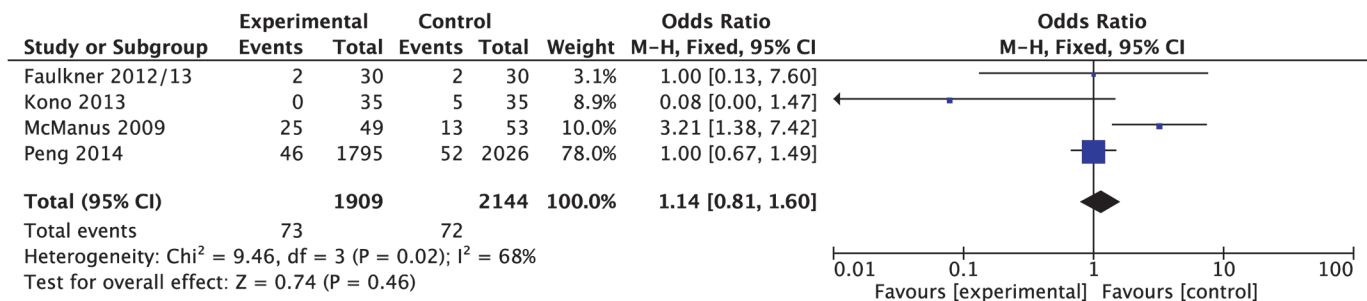 Experimental Control Odds Ratio Odds Ratio
Study or Subgroup Events Total Events Total Weight M-H, Fixed, 95% CI M-H, Fixed, 95% CI
Faulkner 2012/13 2 30 2 30 3.1% 1.00 [0.13, 7.60]
Kono 2013 0 35 5 35 8.9% 0.08 [0.00, 1.47]
McManus 2009 25 49 13 53 10.0% 3.21 [1.38, 7.42]
Peng 2014 46 1795 52 2026 78.0% 1.00 [0.67, 1.49]
Total (95% CI) 1909 2144 100.0% 1.14 [0.81, 1.60]
Total events 73 72
Heterogeneity: Chi² = 9.46, df = 3 (P = 0.02); I² = 68%
Test for overall effect: Z = 0.74 (P = 0.46)
0.01 0.1 1 10 100
Favours [experimental] Favours [control]